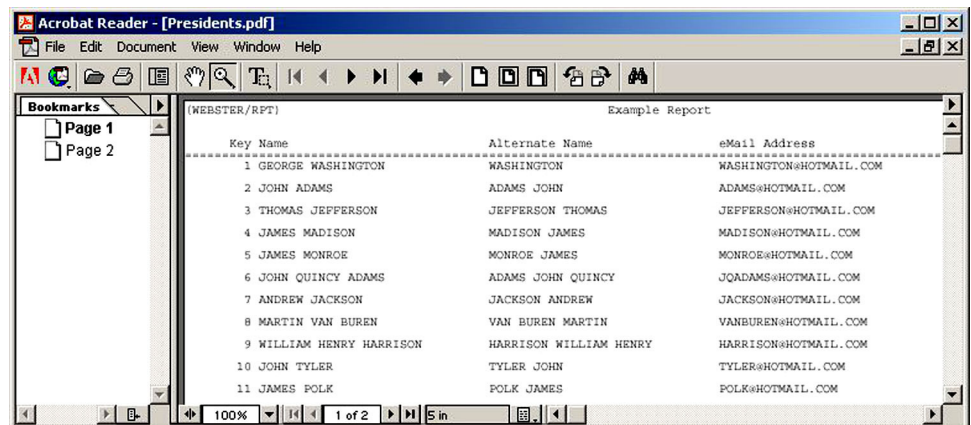 Acrobat Reader - [Presidents.pdf]
File Edit Document View Window Help
Bookmarks
Page 1
Page 2
(WEBSTER/RPT) Example Report
Key Name Alternate Name eMail Address
1 GEORGE WASHINGTON WASHINGTON WASHINGTON@HOTMAIL.COM
2 JOHN ADAMS ADAMS JOHN ADAMS@HOTMAIL.COM
3 THOMAS JEFFERSON JEFFERSON THOMAS JEFFERSON@HOTMAIL.COM
4 JAMES MADISON MADISON JAMES MADISON@HOTMAIL.COM
5 JAMES MONROE MONROE JAMES MONROE@HOTMAIL.COM
6 JOHN QUINCY ADAMS ADAMS JOHN QUINCY JQADAMS@HOTMAIL.COM
7 ANDREW JACKSON JACKSON ANDREW JACKSON@HOTMAIL.COM
8 MARTIN VAN BUREN VAN BUREN MARTIN VANBUREN@HOTMAIL.COM
9 WILLIAM HENRY HARRISON HARRISON WILLIAM HENRY HARRISON@HOTMAIL.COM
10 JOHN TYLER TYLER JOHN TYLER@HOTMAIL.COM
11 JAMES POLK POLK JAMES POLK@HOTMAIL.COM
100% 1 of 2 5 in